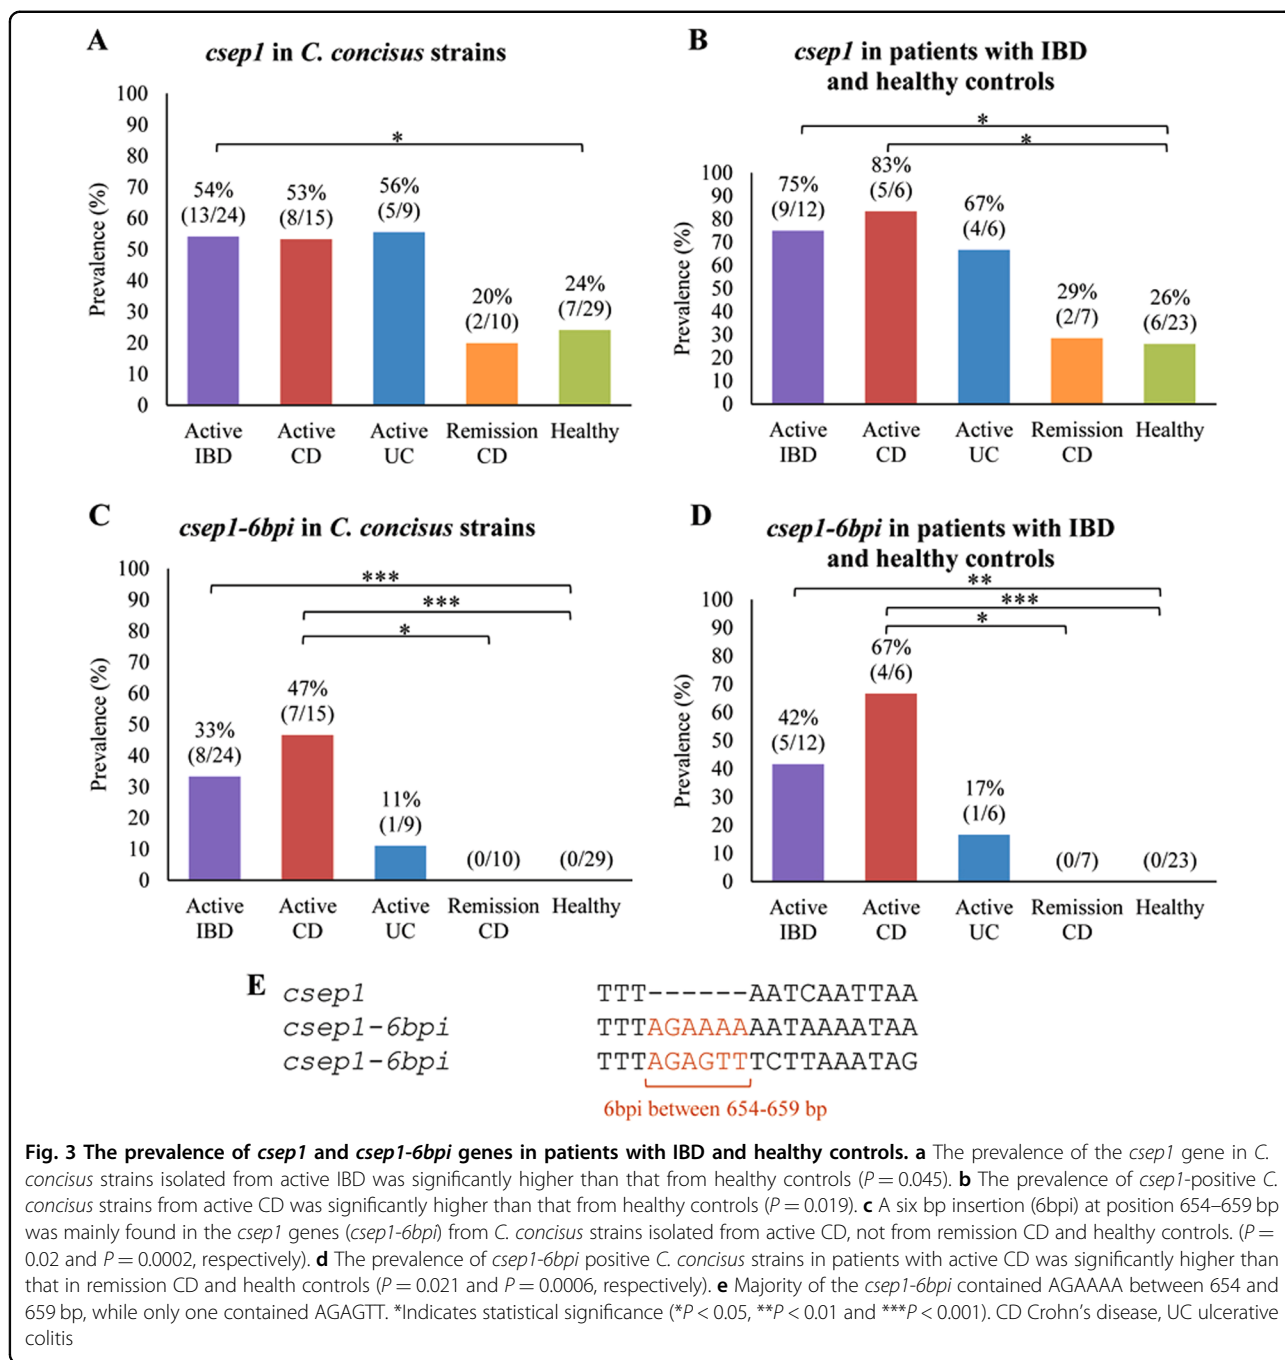 A
csep1 in C. concisus strains
100
90
80
70
60
50
40
30
20
10
0
Prevalence (%)
*
54%
(13/24)
53%
(8/15)
56%
(5/9)
20%
(2/10)
24%
(7/29)
Active IBD
Active CD
Active UC
Remission CD
Healthy
B
csep1 in patients with IBD
and healthy controls
100
90
80
70
60
50
40
30
20
10
0
Prevalence (%)
*
*
75%
(9/12)
83%
(5/6)
67%
(4/6)
29%
(2/7)
26%
(6/23)
Active IBD
Active CD
Active UC
Remission CD
Healthy
C
csep1-6bpi in C. concisus strains
100
90
80
70
60
50
40
30
20
10
0
Prevalence (%)
***
***
*
33%
(8/24)
47%
(7/15)
11%
(1/9)
(0/10)
(0/29)
Active IBD
Active CD
Active UC
Remission CD
Healthy
D
csep1-6bpi in patients with IBD
and healthy controls
100
90
80
70
60
50
40
30
20
10
0
Prevalence (%)
**
***
*
42%
(5/12)
67%
(4/6)
17%
(1/6)
(0/7)
(0/23)
Active IBD
Active CD
Active UC
Remission CD
Healthy
E
csep1 TTT------AATCAATTAA
csep1-6bpi TTTAGAAAAAATAAAATAA
csep1-6bpi TTTAGAGTTTCTTAAATAG
6bpi between 654-659 bp
Fig. 3 The prevalence of csep1 and csep1-6bpi genes in patients with IBD and healthy controls. a The prevalence of the csep1 gene in C.
concisus strains isolated from active IBD was significantly higher than that from healthy controls (P = 0.045). b The prevalence of csep1-positive C.
concisus strains from active CD was significantly higher than that from healthy controls (P = 0.019). c A six bp insertion (6bpi) at position 654–659 bp
was mainly found in the csep1 genes (csep1-6bpi) from C. concisus strains isolated from active CD, not from remission CD and healthy controls. (P =
0.02 and P = 0.0002, respectively). d The prevalence of csep1-6bpi positive C. concisus strains in patients with active CD was significantly higher than
that in remission CD and health controls (P = 0.021 and P = 0.0006, respectively). e Majority of the csep1-6bpi contained AGAAAA between 654 and
659 bp, while only one contained AGAGTT. *Indicates statistical significance (*P < 0.05, **P < 0.01 and ***P < 0.001). CD Crohn’s disease, UC ulcerative
colitis